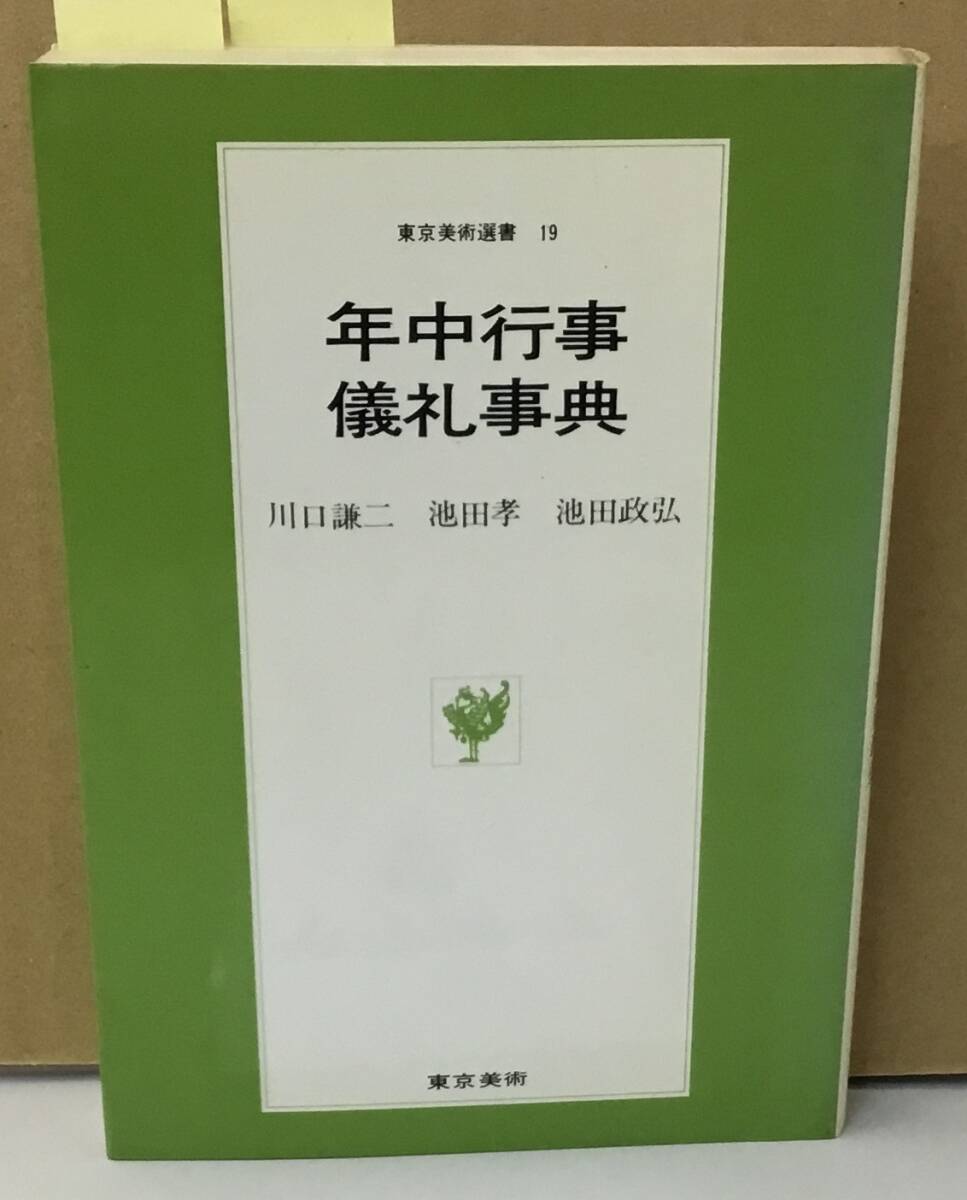 東京美術選書 19
年中行事
儀礼事典
川口謙二 池田孝 池田政弘
東京美術